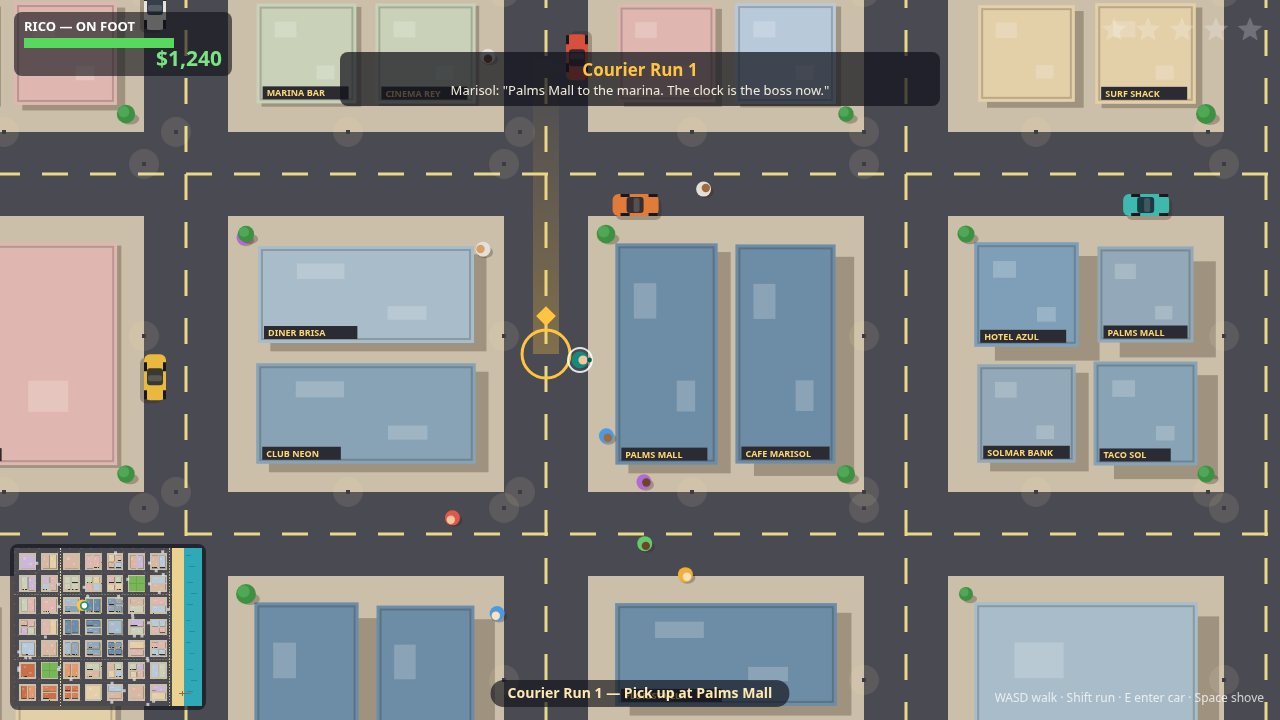 RICO — ON FOOT
$1,240
MARINA BAR
CINEMA REY
Courier Run 1
Marisol: "Palms Mall to the marina. The clock is the boss now."
SURF SHACK
DINER BRISA
HOTEL AZUL
PALMS MALL
CLUB NEON
PALMS MALL
CAFE MARISOL
SOLMAR BANK
TACO SOL
Courier Run 1 — Pick up at Palms Mall
WASD walk · Shift run · E enter car · Space shove